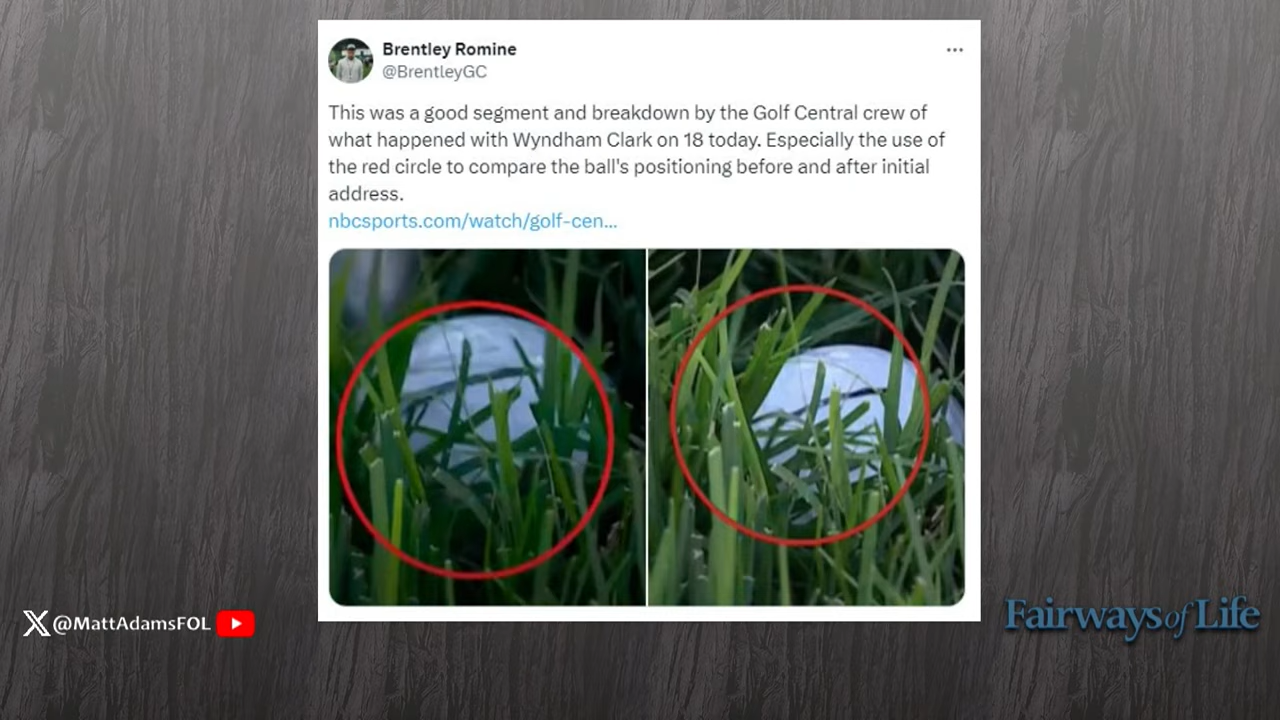 Brentley Romine
@BrentleyGC
This was a good segment and breakdown by the Golf Central crew of
what happened with Wyndham Clark on 18 today. Especially the use of
the red circle to compare the ball's positioning before and after initial
address.
nbcsports.com/watch/golf-cen...
X @MattAdamsFOL
Fairways of Life